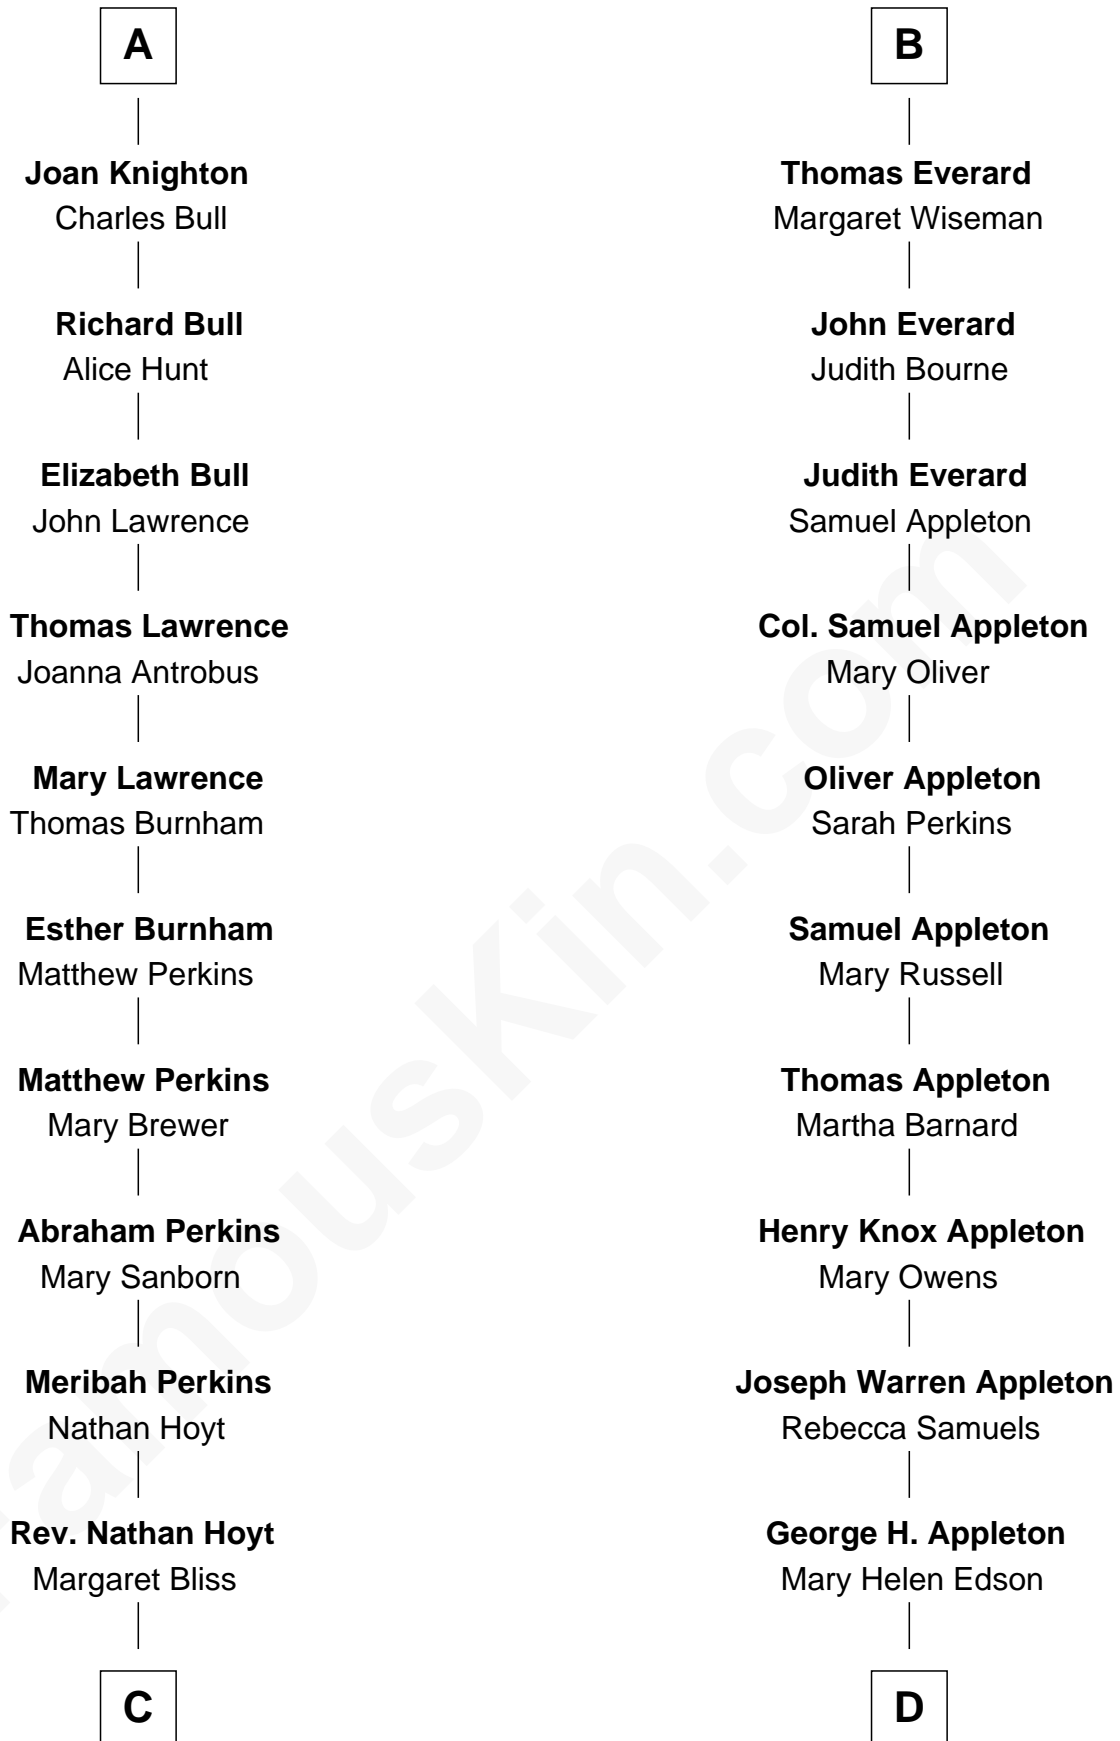 A
Joan Knighton
Charles Bull
Richard Bull
Alice Hunt
Elizabeth Bull
John Lawrence
Thomas Lawrence
Joanna Antrobus
Mary Lawrence
Thomas Burnham
Esther Burnham
Matthew Perkins
Matthew Perkins
Mary Brewer
Abraham Perkins
Mary Sanborn
Meribah Perkins
Nathan Hoyt
Rev. Nathan Hoyt
Margaret Bliss
C
B
Thomas Everard
Margaret Wiseman
John Everard
Judith Bourne
Judith Everard
Samuel Appleton
Col. Samuel Appleton
Mary Oliver
Oliver Appleton
Sarah Perkins
Samuel Appleton
Mary Russell
Thomas Appleton
Martha Barnard
Henry Knox Appleton
Mary Owens
Joseph Warren Appleton
Rebecca Samuels
George H. Appleton
Mary Helen Edson
D
FamousKin.com